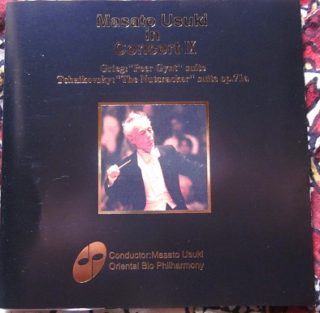 Masato Usuki
in
Concert IX
Grieg:"Peer Gynt" suite
Tchaikovsky:"The Nutcracker" suite op.71a
Conductor:Masato Usuki
Oriental Bio Philharmony